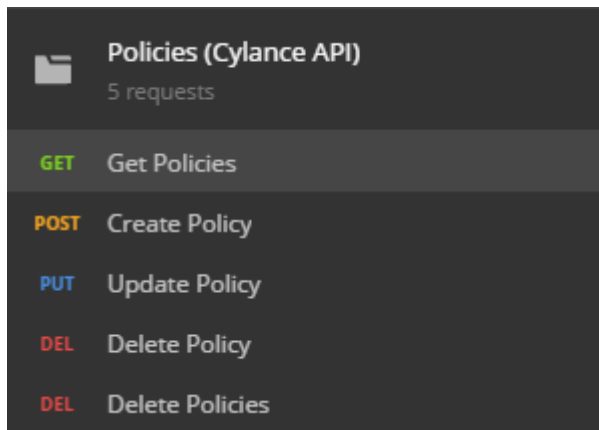 Policies (Cylance API)
5 requests
GET Get Policies
POST Create Policy
PUT Update Policy
DEL Delete Policy
DEL Delete Policies